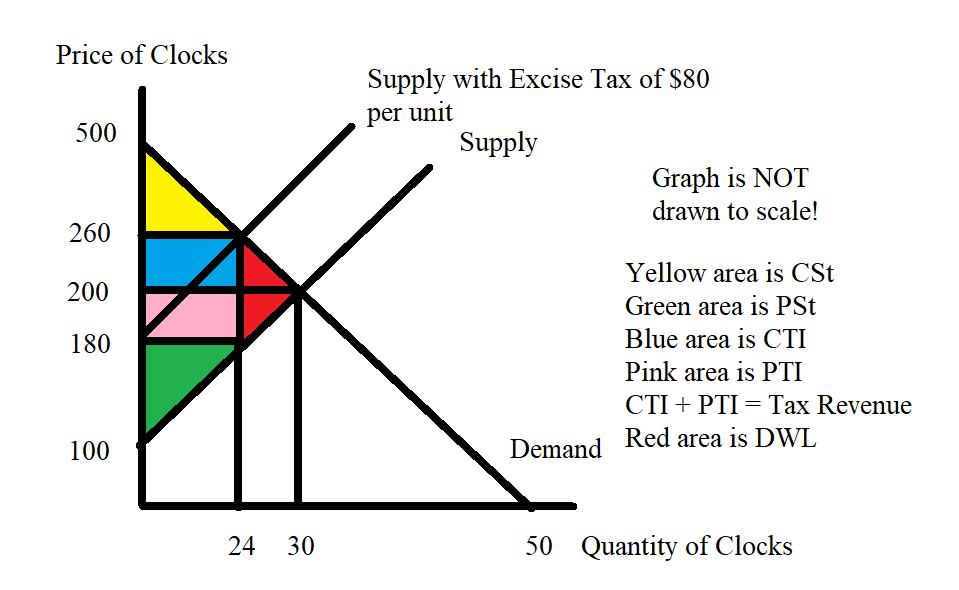 Price of Clocks
Supply with Excise Tax of $80
per unit
Supply
500
260
200
180
100
Graph is NOT
drawn to scale!
Yellow area is CSt
Green area is PSt
Blue area is CTI
Pink area is PTI
CTI + PTI = Tax Revenue
Red area is DWL
Demand
24
30
50
Quantity of Clocks